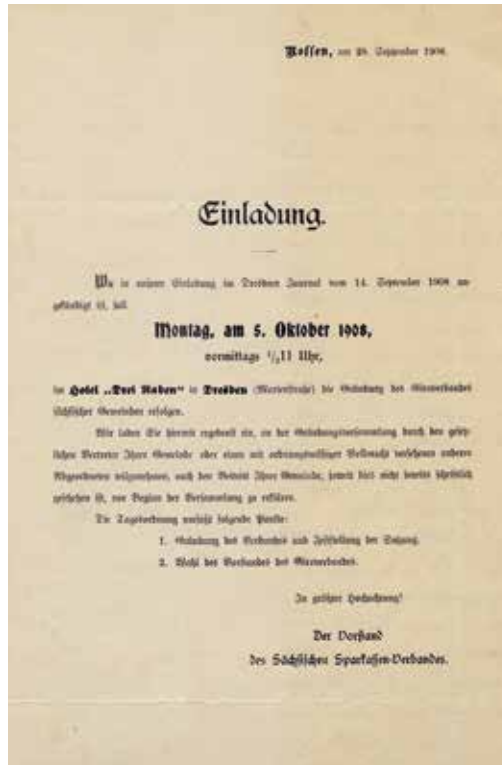 Nossen, am 28. September 1908.
Einladung.
Wie in unserer Einladung im Dresdner Journal vom 14. September 1908 an-
gekündigt ist, soll
Montag, am 5. Oktober 1908,
vormittags ½11 Uhr,
im Hotel „Drei Raben“ in Dresden (Marienstraße) die Gründung des Giroverbandes
sächsischer Gemeinden erfolgen.
Wir laden Sie hiermit ergebenst ein, an der Gründungsversammlung durch den gesetz-
lichen Vertreter Ihrer Gemeinde oder einen mit ordnungsmäßiger Vollmacht versehenen anderen
Abgeordneten teilzunehmen, auch den Beitritt Ihrer Gemeinde, soweit dies nicht bereits schriftlich
geschehen ist, vor Beginn der Versammlung zu erklären.
Die Tagesordnung umfaßt folgende Punkte:
1. Gründung des Verbandes und Feststellung der Satzung.
2. Wahl des Vorstandes des Giroverbandes.
In größter Hochachtung!
Der Vorstand
des Sächsischen Sparkassen-Verbandes.